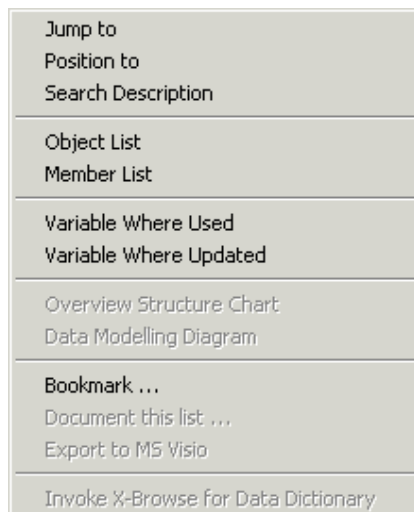 Jump to
Position to
Search Description
Object List
Member List
Variable Where Used
Variable Where Updated
Overview Structure Chart
Data Modelling Diagram
Bookmark ...
Document this list ...
Export to MS Visio
Invoke X-Browse for Data Dictionary